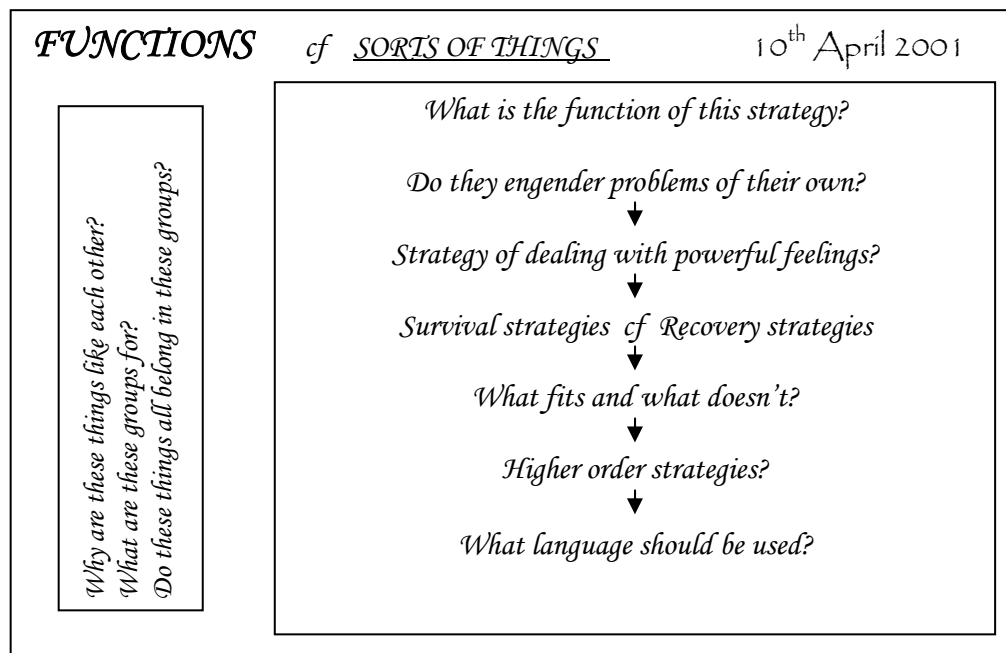 FUNCTIONS cf SORTS OF THINGS 10th April 2001
Why are these things like each other?
What are these groups for?
Do these things all belong in these groups?
What is the function of this strategy?
Do they engender problems of their own?
Strategy of dealing with powerful feelings?
Survival strategies cf Recovery strategies
What fits and what doesn't?
Higher order strategies?
What language should be used?